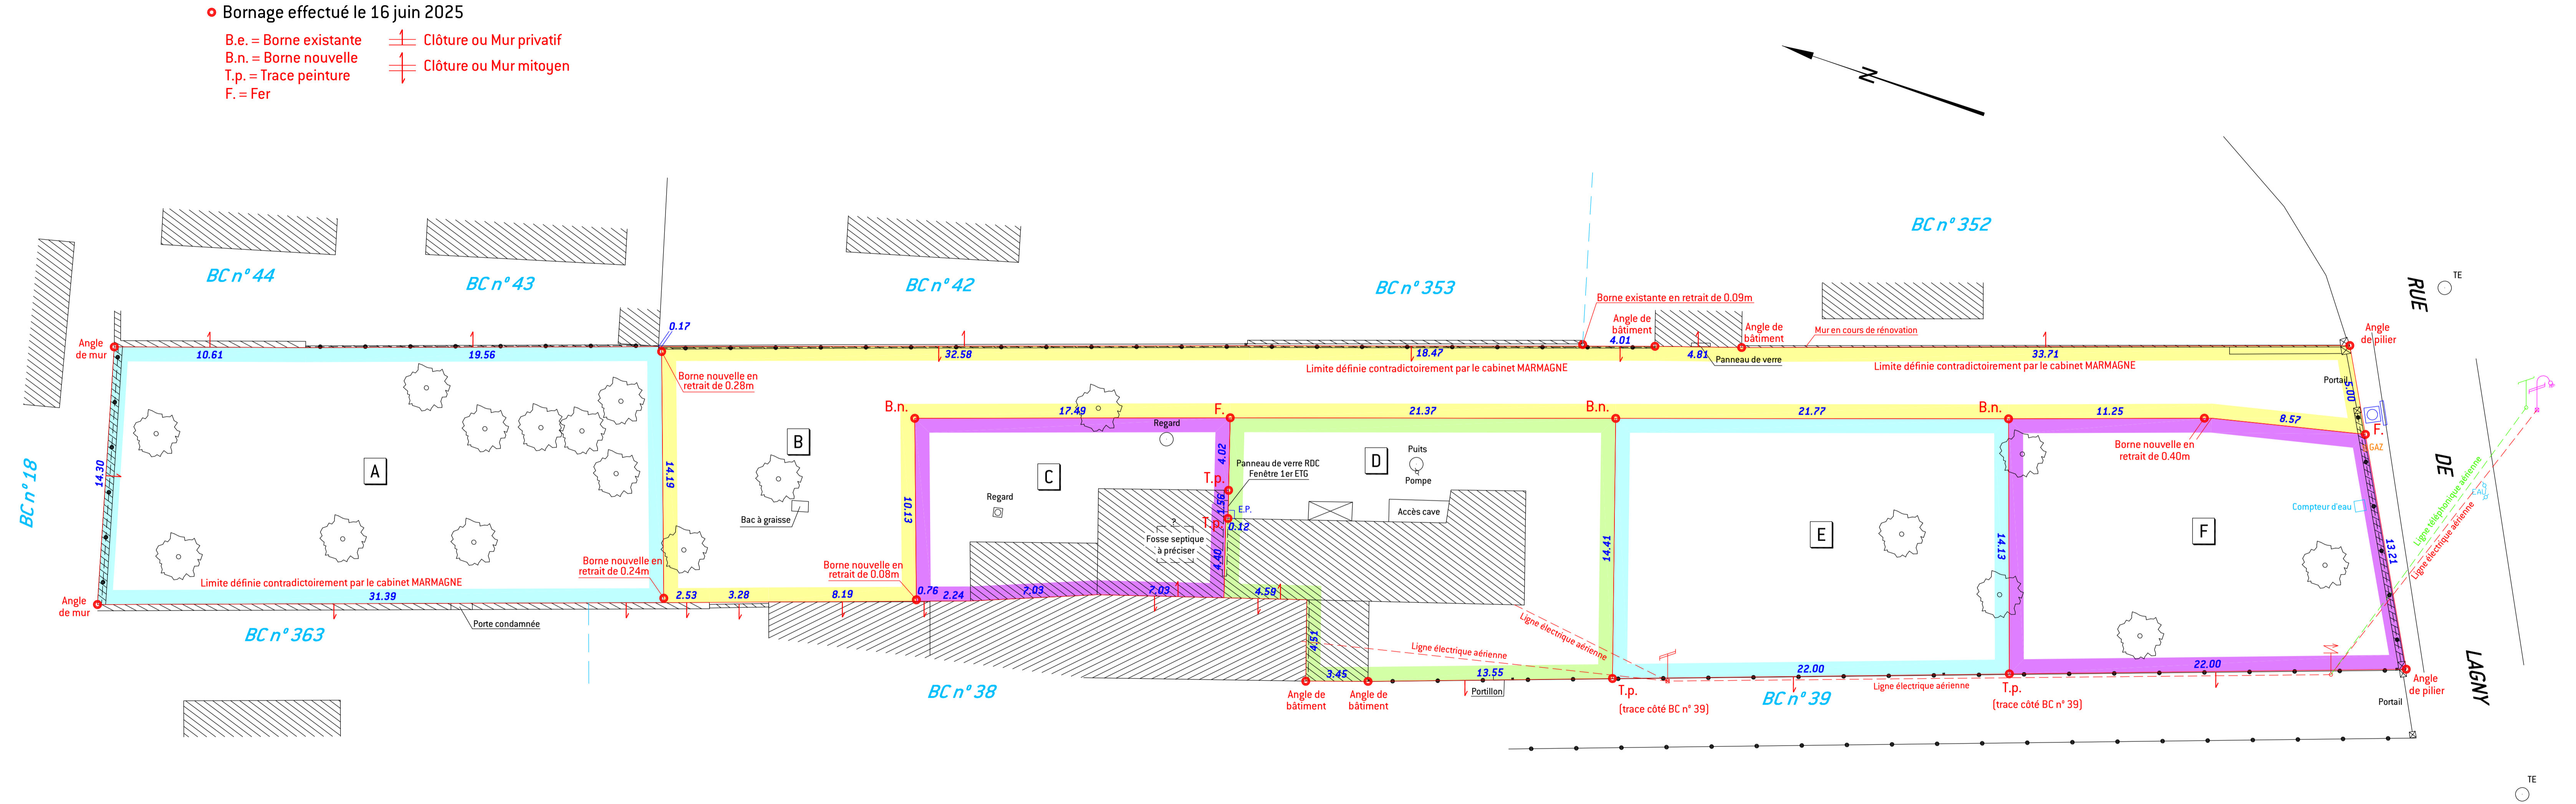 Bornage effectué le 16 juin 2025
B.e. = Borne existante
Clôture ou Mur privatif
B.n. = Borne nouvelle
Clôture ou Mur mitoyen
T.p. = Trace peinture
F. = Fer
N
BC n° 44
BC n° 43
BC n° 42
BC n° 353
BC n° 352
RUE
TE
Borne existante en retrait de 0.09m
Angle de
bâtiment
4.01
Angle de
bâtiment
Mur en cours de rénovation
Angle
de pilier
0.17
Angle
de mur
10.61
19.56
32.58
18.47
4.81
Panneau de verre
33.71
Limite définie contradictoirement par le cabinet MARMAGNE
Limite définie contradictoirement par le cabinet MARMAGNE
Borne nouvelle en
retrait de 0.28m
Portail
5.00
B.n.
17.49
F.
21.37
B.n.
21.77
B.n.
11.25
8.57
F.
GAZ
Borne nouvelle en
retrait de 0.40m
Regard
Puits
Pompe
4.02
Panneau de verre RDC
Fenêtre 1er ETG
A
B
C
D
E
F
14.30
14.19
10.13
BC n° 18
DE
T.p.
1.56
E.P.
T.p.
0.12
Regard
Bac à graisse
Accès cave
?
Fosse septique
à préciser
4.40
14.41
14.13
13.21
Compteur d'eau
Ligne téléphonique aérienne
Ligne électrique aérienne
Borne nouvelle en
retrait de 0.24m
Borne nouvelle en
retrait de 0.08m
Limite définie contradictoirement par le cabinet MARMAGNE
31.39
2.53
3.28
8.19
0.76
2.24
7.03
7.03
4.59
Angle
de mur
Porte condamnée
BC n° 363
4.51
Ligne électrique aérienne
Ligne électrique aérienne
3.45
13.55
22.00
22.00
Ligne électrique aérienne
Portillon
BC n° 38
Angle de
bâtiment
Angle de
bâtiment
T.p.
(trace côté BC n° 39)
BC n° 39
T.p.
(trace côté BC n° 39)
Angle
de pilier
Portail
LAGNY
TE